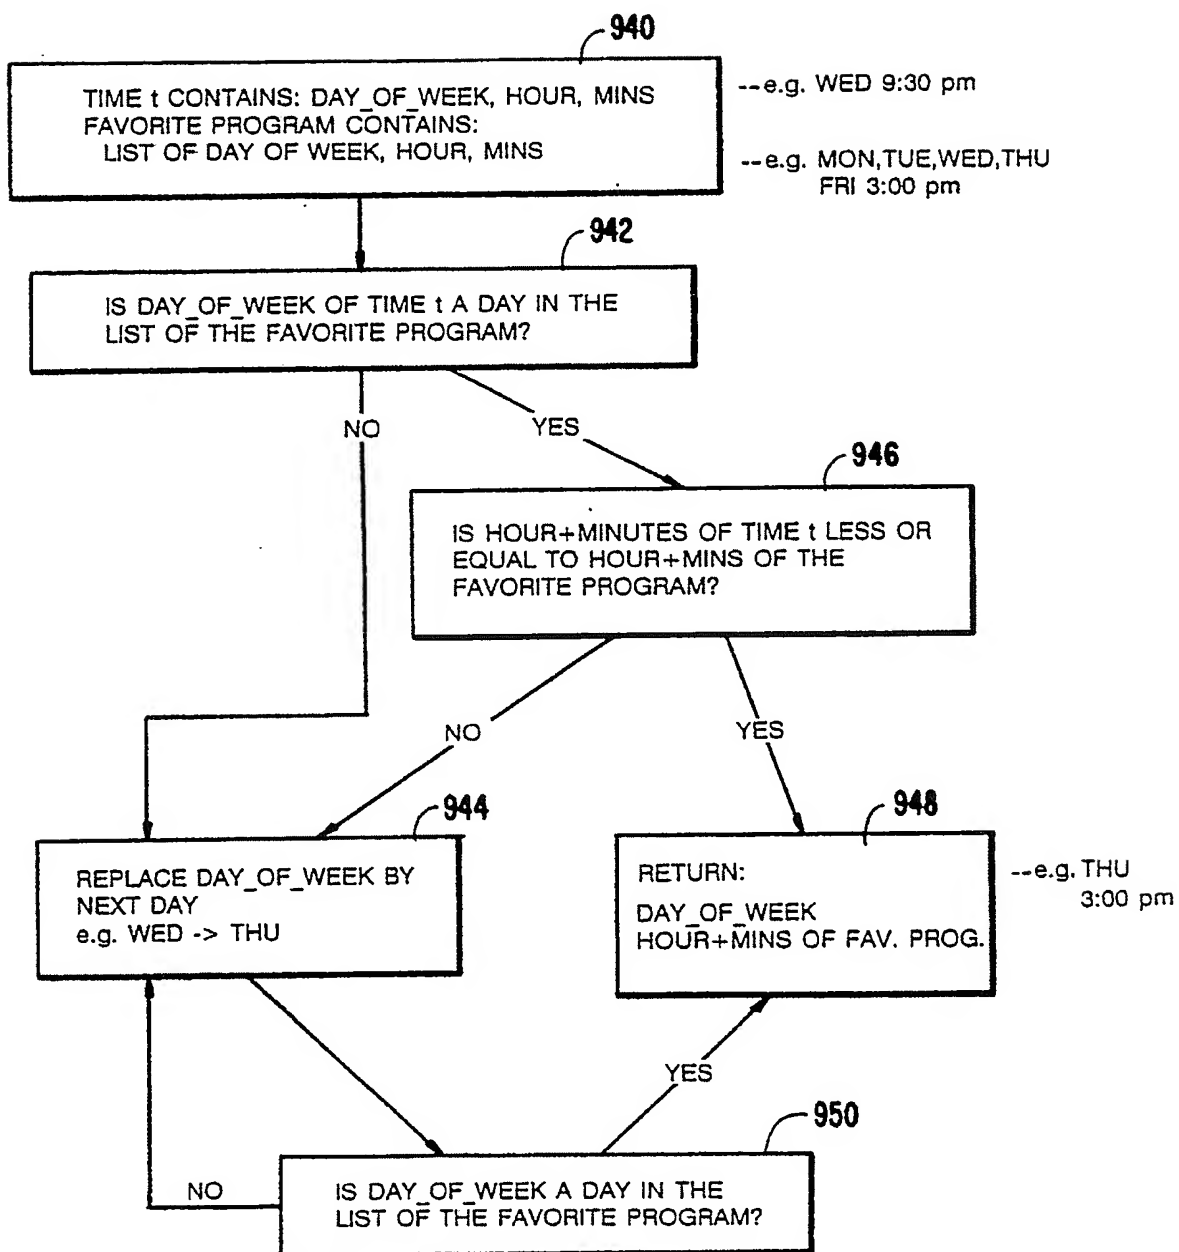 940
TIME t CONTAINS: DAY_OF_WEEK, HOUR, MINS
FAVORITE PROGRAM CONTAINS:
LIST OF DAY OF WEEK, HOUR, MINS
--e.g. WED 9:30 pm
--e.g. MON,TUE,WED,THU
FRI 3:00 pm
942
IS DAY_OF_WEEK OF TIME t A DAY IN THE
LIST OF THE FAVORITE PROGRAM?
NO
YES
946
IS HOUR+MINUTES OF TIME t LESS OR
EQUAL TO HOUR+MINS OF THE
FAVORITE PROGRAM?
NO
YES
944
REPLACE DAY_OF_WEEK BY
NEXT DAY
e.g. WED -> THU
948
RETURN:
DAY_OF_WEEK
HOUR+MINS OF FAV. PROG.
--e.g. THU
3:00 pm
YES
950
NO
IS DAY_OF_WEEK A DAY IN THE
LIST OF THE FAVORITE PROGRAM?